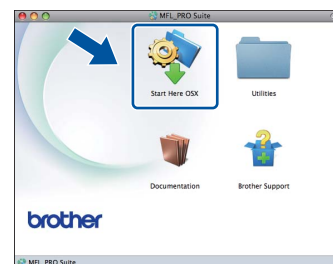 MFL_PRO Suite
Start Here OSX
Utilities
Documentation
Brother Support
brother
MFL_PRO Suite